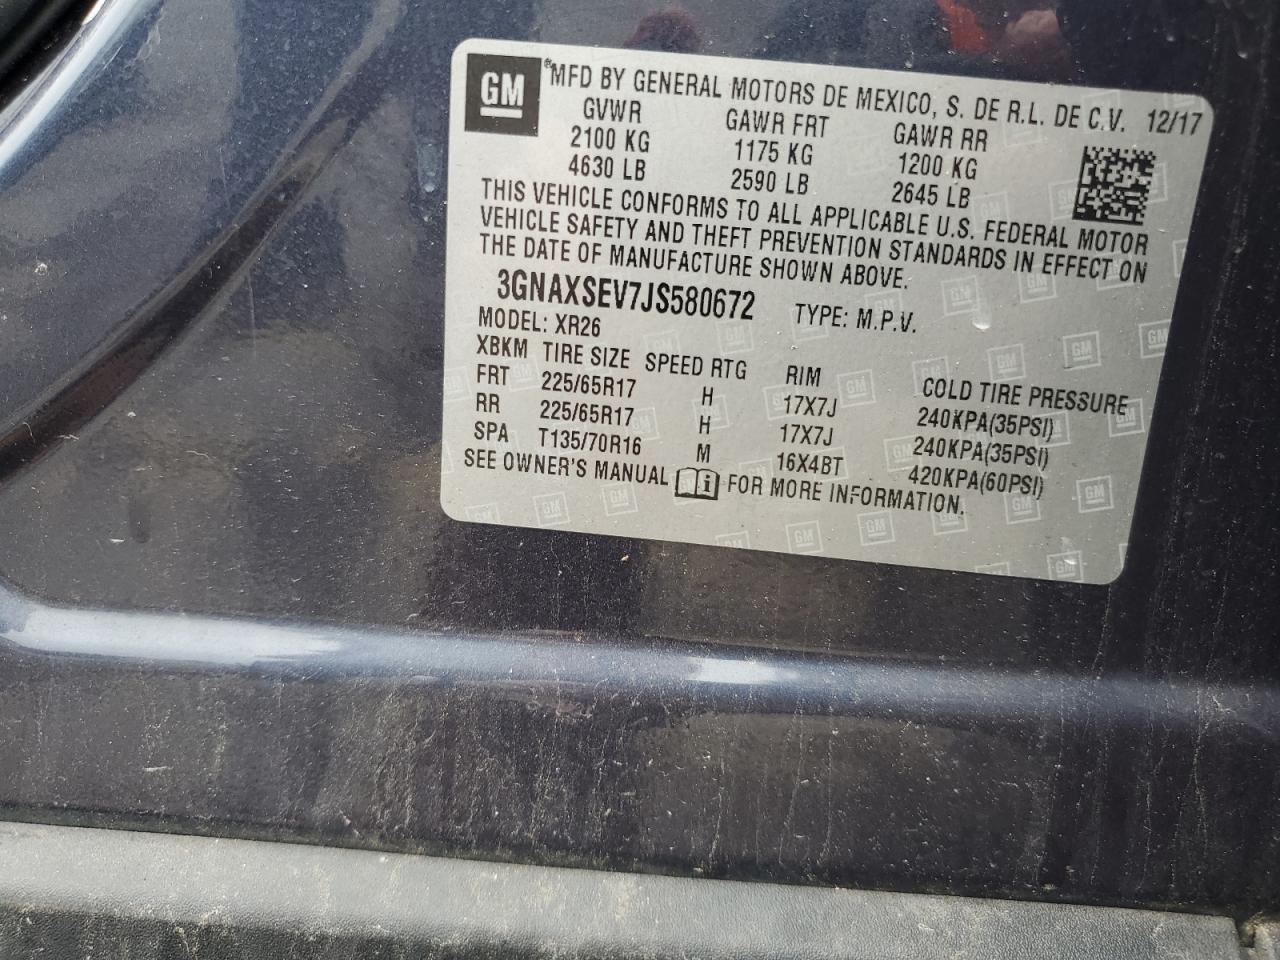 GM ® MFD BY GENERAL MOTORS DE MEXICO, S. DE R.L. DE C.V. 12/17
GVWR GAWR FRT GAWR RR
2100 KG 1175 KG 1200 KG
4630 LB 2590 LB 2645 LB
THIS VEHICLE CONFORMS TO ALL APPLICABLE U.S. FEDERAL MOTOR
VEHICLE SAFETY AND THEFT PREVENTION STANDARDS IN EFFECT ON
THE DATE OF MANUFACTURE SHOWN ABOVE.
3GNAXSEV7JS580672 TYPE: M.P.V.
MODEL: XR26
XBKM TIRE SIZE SPEED RTG RIM COLD TIRE PRESSURE
FRT 225/65R17 H 17X7J 240KPA(35PSI)
RR 225/65R17 H 17X7J 240KPA(35PSI)
SPA T135/70R16 M 16X4BT 420KPA(60PSI)
SEE OWNER'S MANUAL i FOR MORE INFORMATION.